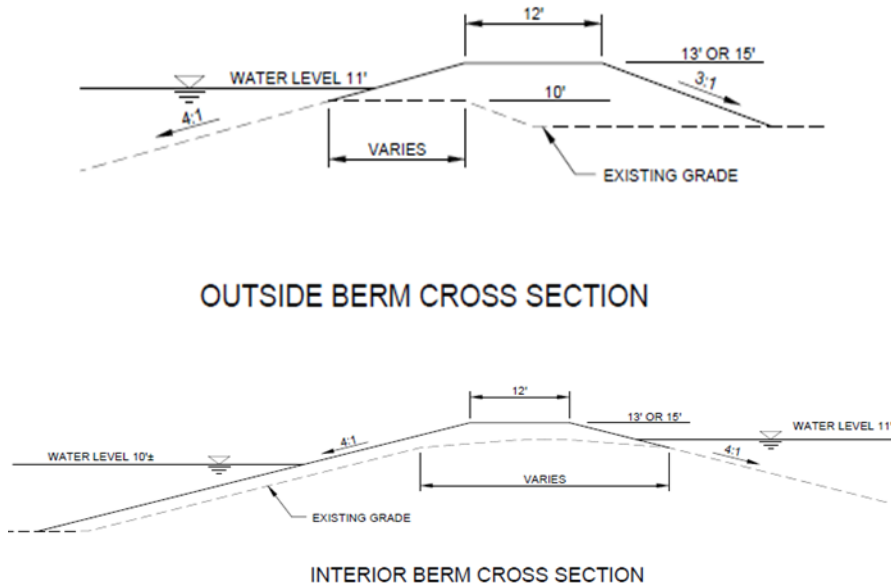 12'
13' OR 15'
WATER LEVEL 11'
3:1
10'
4:1
VARIES
EXISTING GRADE
OUTSIDE BERM CROSS SECTION
12'
13' OR 15'
WATER LEVEL 11'
4:1
WATER LEVEL 10'±
4:1
VARIES
EXISTING GRADE
INTERIOR BERM CROSS SECTION